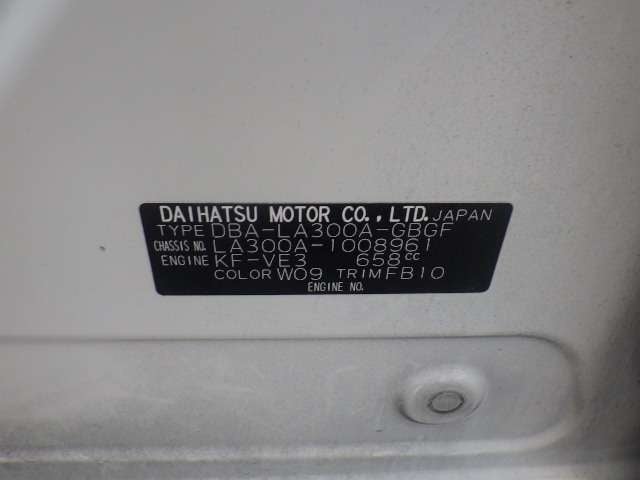 DAIHATSU MOTOR CO., LTD. JAPAN
TYPE DBA-LA300A-GBGF
CHASSIS NO. LA300A-1008961
ENGINE KF-VE3 658cc
COLOR W09 TRIM FB10
ENGINE NO.